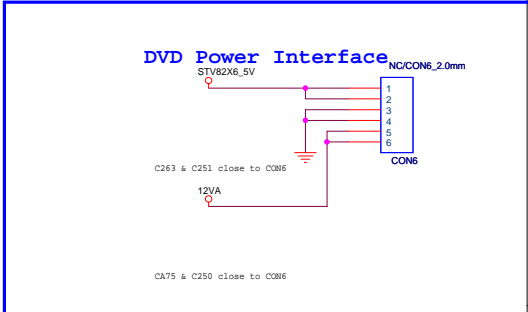 DVD Power Interface
NC/CON6_2.0mm
STV82X6_5V
1
2
3
4
5
6
CON6
C263 & C251 close to CON6
12VA
CA75 & C250 close to CON6